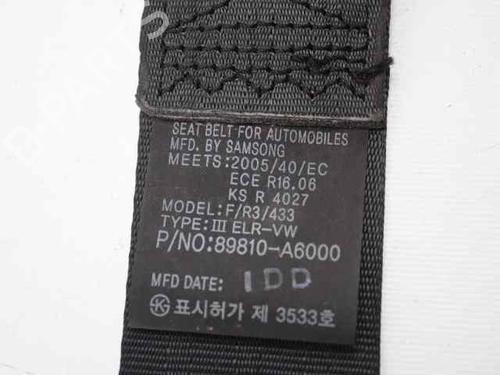 SEAT BELT FOR AUTOMOBILES
MFD. BY SAMSONG
MEETS:2005/40/EC
ECE R16.06
KS R 4027
MODEL:F/R3/433
TYPE:III ELR-VW
P/NO:89810-A6000
MFD DATE: 1DD
표시허가 제 3533호